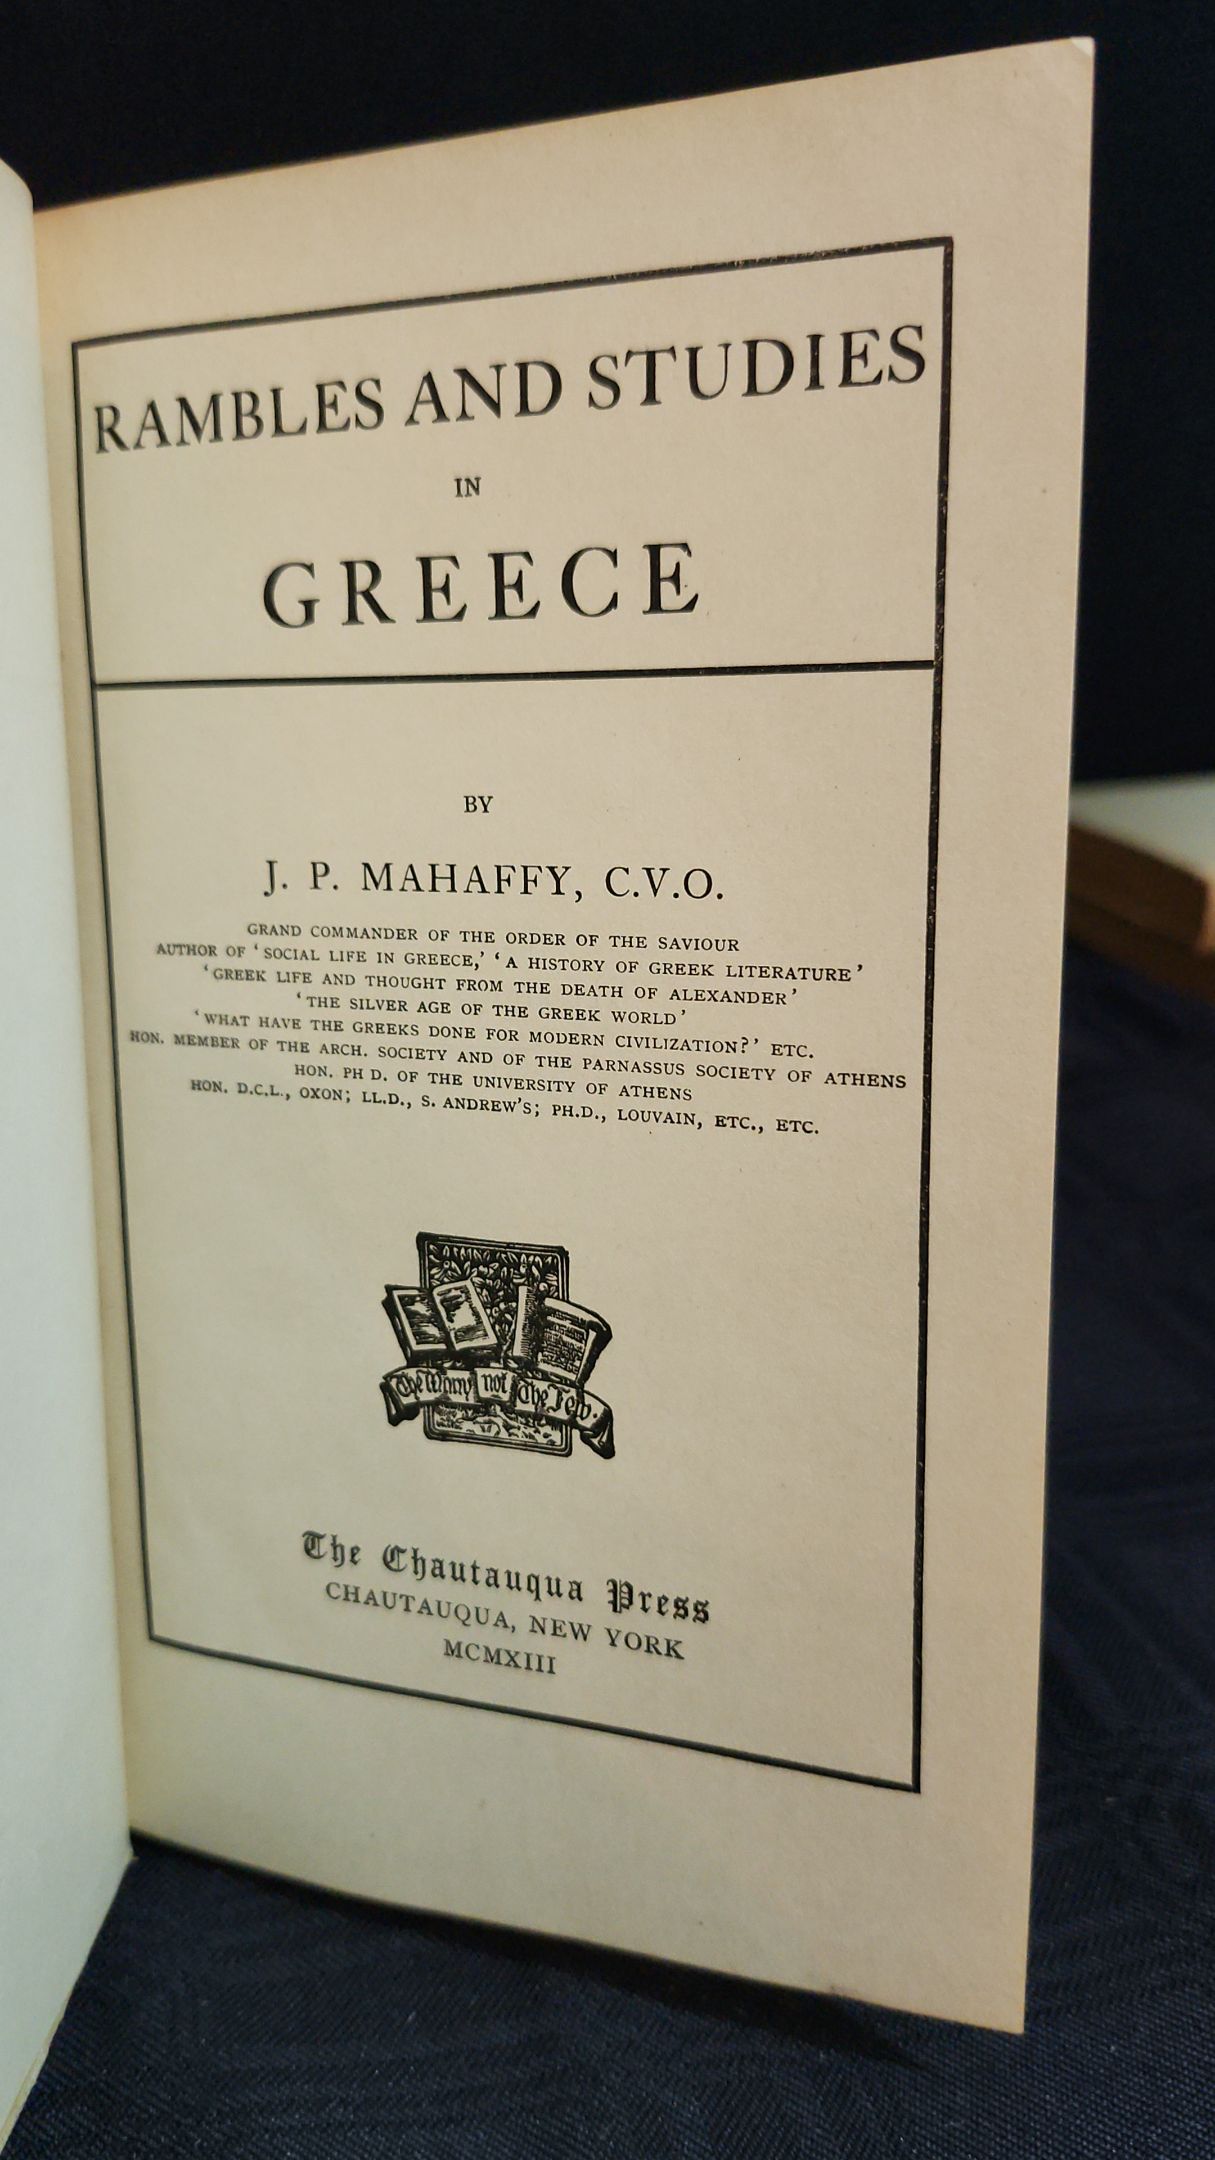 RAMBLES AND STUDIES
IN
GREECE
BY
J. P. MAHAFFY, C.V.O.
GRAND COMMANDER OF THE ORDER OF THE SAVIOUR
AUTHOR OF ‘SOCIAL LIFE IN GREECE,’ ‘A HISTORY OF GREEK LITERATURE’
‘GREEK LIFE AND THOUGHT FROM THE DEATH OF ALEXANDER’
‘THE SILVER AGE OF THE GREEK WORLD’
‘WHAT HAVE THE GREEKS DONE FOR MODERN CIVILIZATION?’ ETC.
HON. MEMBER OF THE ARCH. SOCIETY AND OF THE PARNASSUS SOCIETY OF ATHENS
HON. PH D. OF THE UNIVERSITY OF ATHENS
HON. D.C.L., OXON; LL.D., S. ANDREW'S; PH.D., LOUVAIN, ETC., ETC.
The Many not The Few.
The Chautauqua Press
CHAUTAUQUA, NEW YORK
MCMXIII